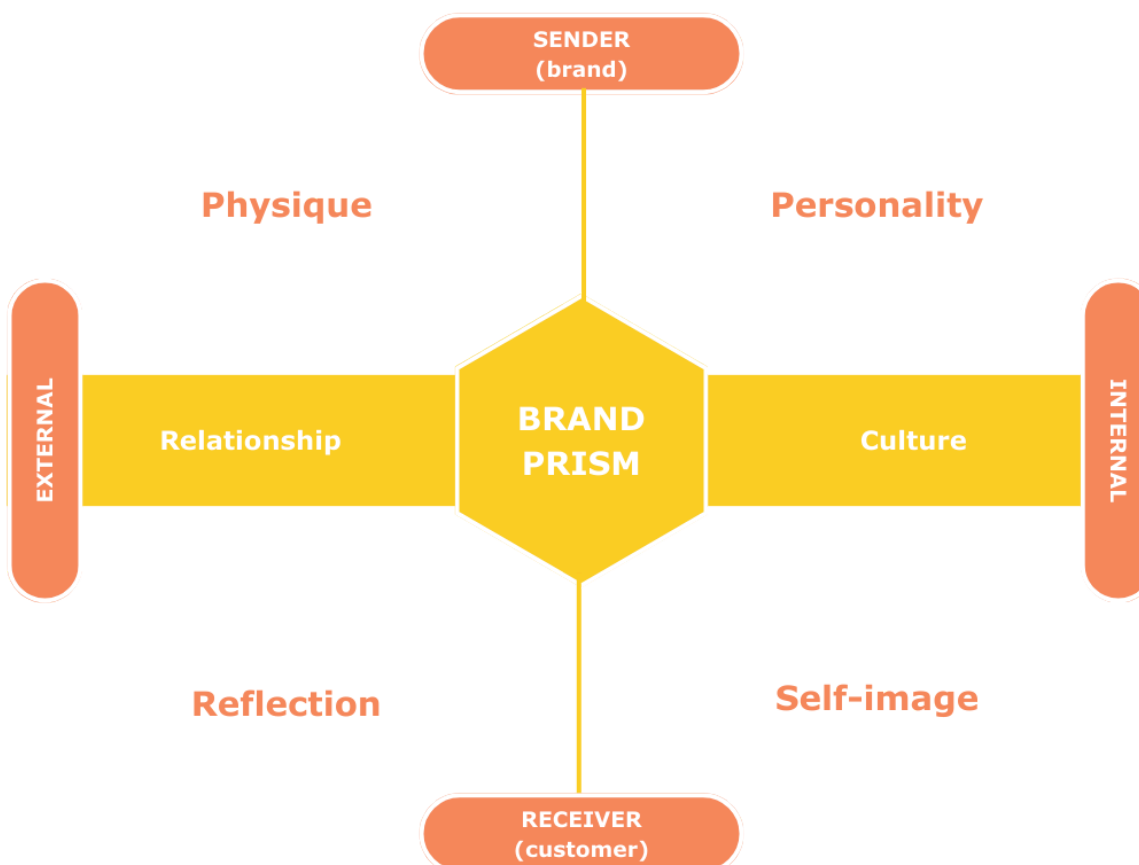 SENDER
(brand)
Physique
Personality
EXTERNAL
Relationship
BRAND
PRISM
Culture
INTERNAL
Reflection
Self-image
RECEIVER
(customer)